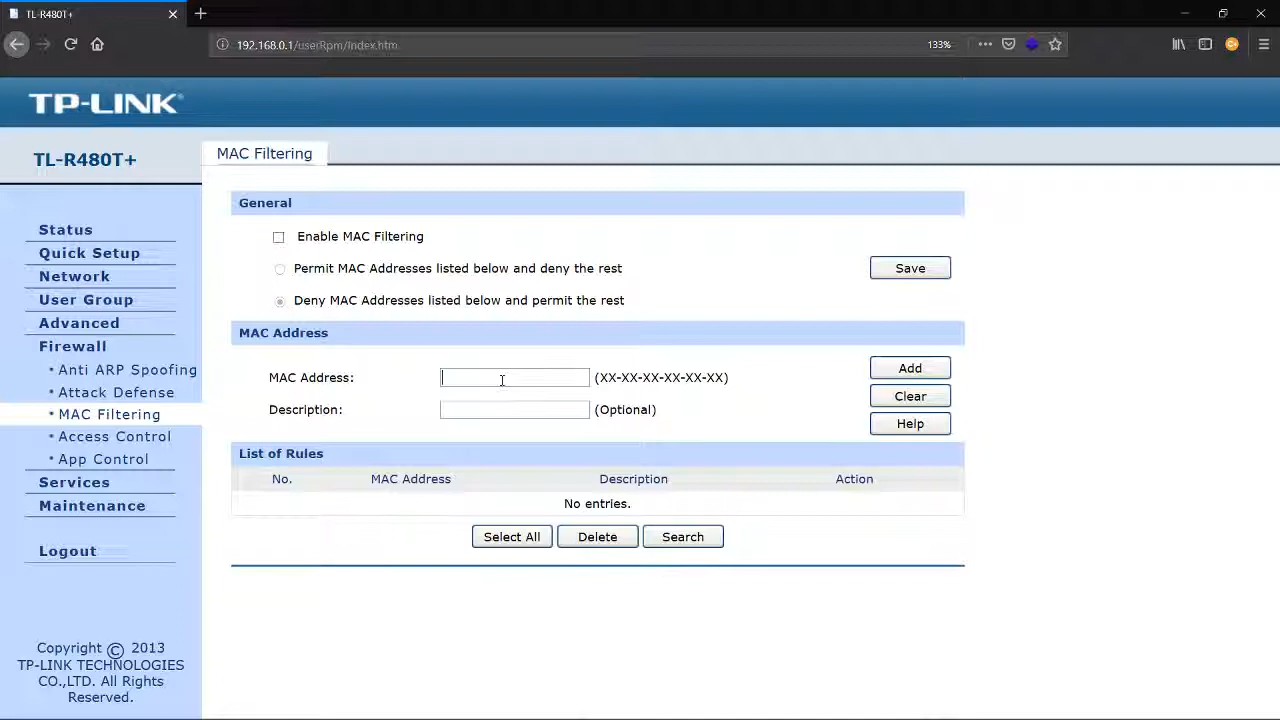 TL-R480T+
192.168.0.1/userRpm/Index.htm
133%
TP-LINK
TL-R480T+
MAC Filtering
Status
Quick Setup
Network
User Group
Advanced
Firewall
• Anti ARP Spoofing
• Attack Defense
• MAC Filtering
• Access Control
• App Control
Services
Maintenance
Logout
Copyright © 2013
TP-LINK TECHNOLOGIES
CO.,LTD. All Rights
Reserved.
General
Enable MAC Filtering
Permit MAC Addresses listed below and deny the rest
Save
Deny MAC Addresses listed below and permit the rest
MAC Address
MAC Address: (XX-XX-XX-XX-XX-XX)
Add
Clear
Description: (Optional)
Help
List of Rules
No. MAC Address Description Action
No entries.
Select All Delete Search